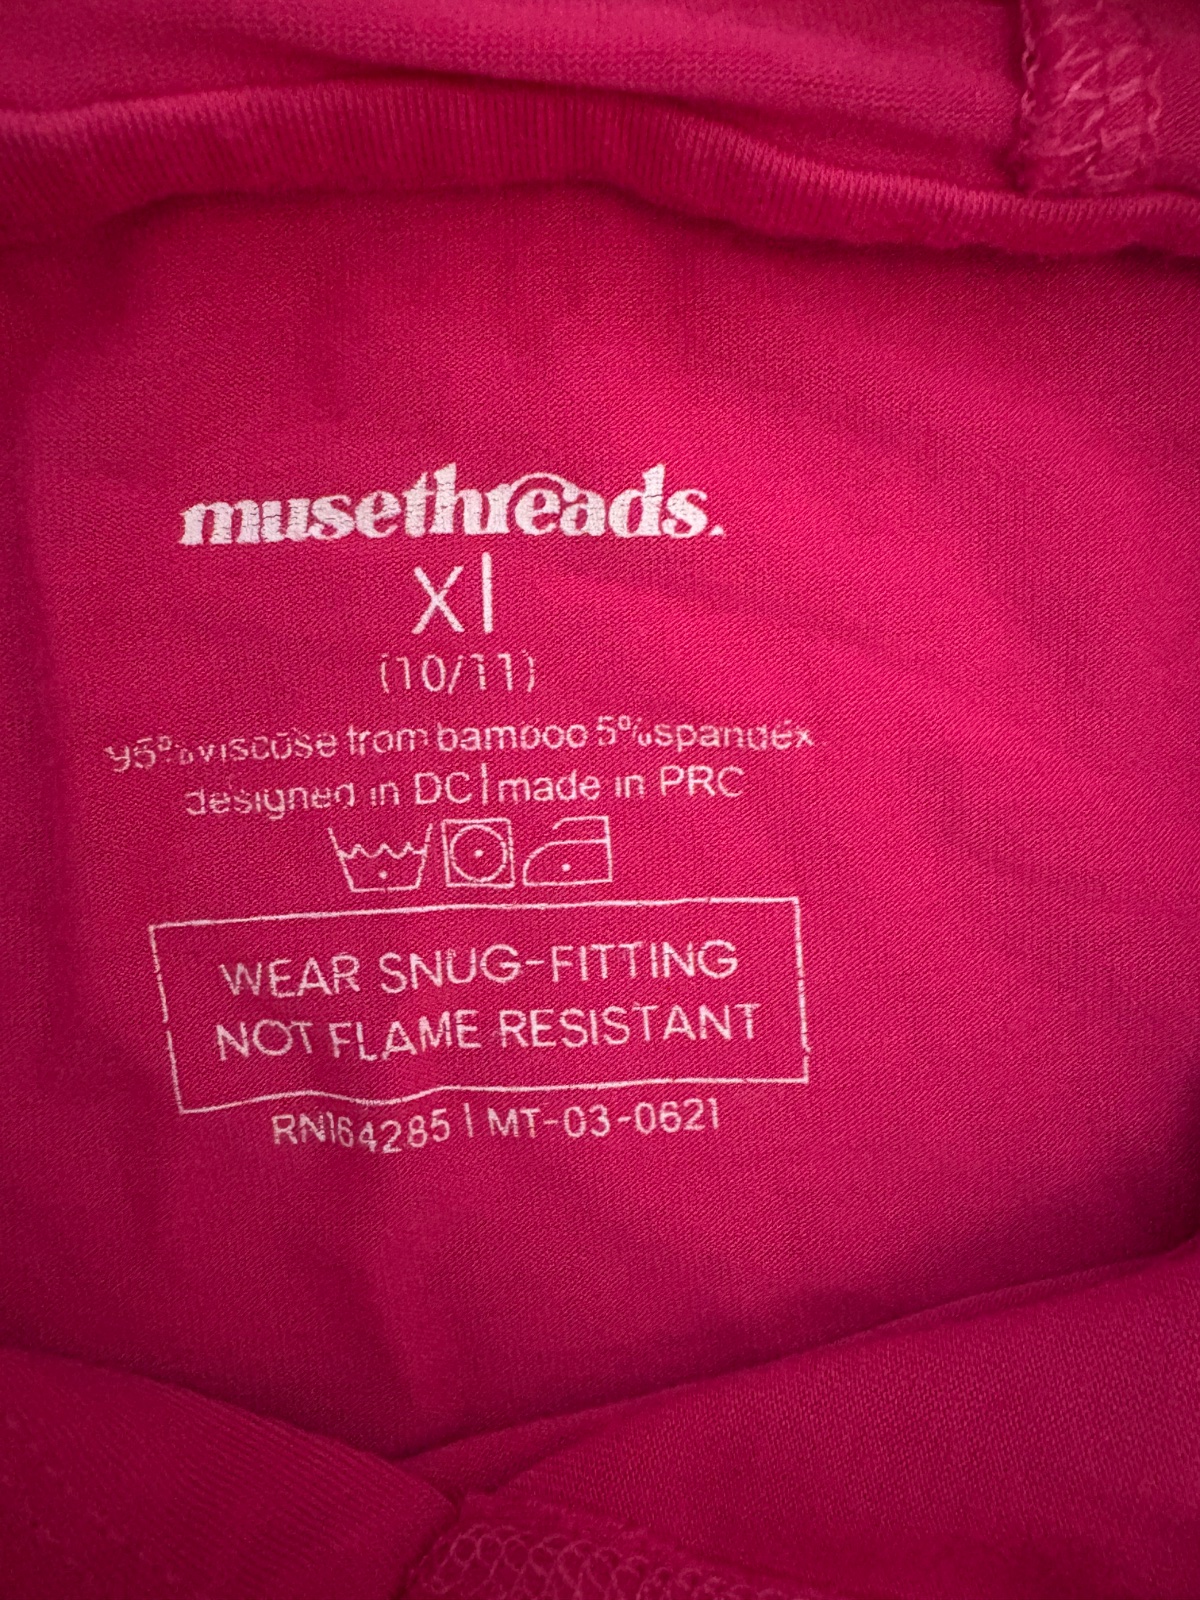 musethreads.
xl
(10/11)
95% viscose from bamboo 5% spandex
designed in DC | made in PRC
WEAR SNUG-FITTING
NOT FLAME RESISTANT
RN164285 | MT-03-0621